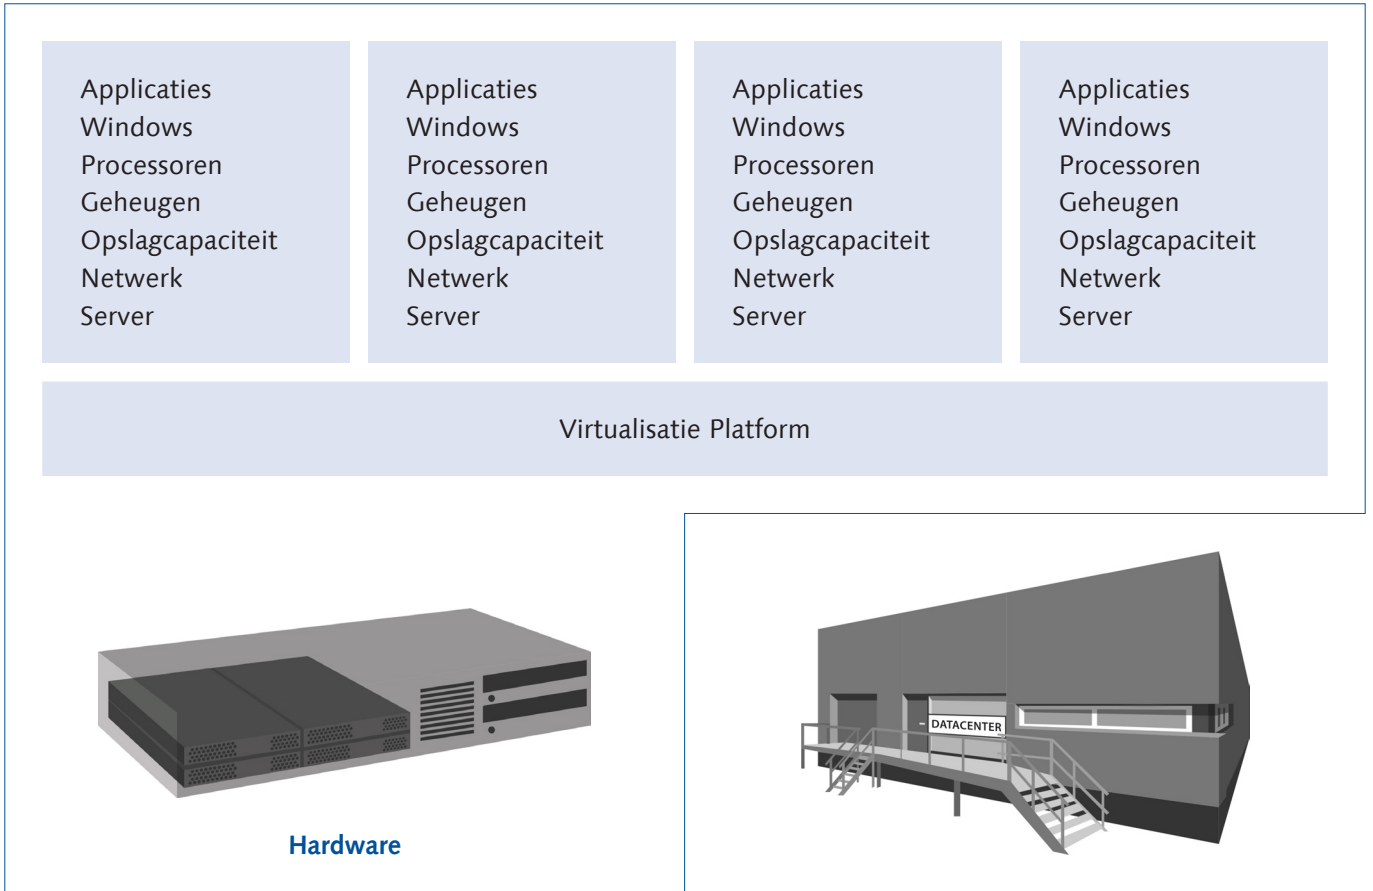 Applicaties
Windows
Processoren
Geheugen
Opslagcapaciteit
Netwerk
Server
Applicaties
Windows
Processoren
Geheugen
Opslagcapaciteit
Netwerk
Server
Applicaties
Windows
Processoren
Geheugen
Opslagcapaciteit
Netwerk
Server
Applicaties
Windows
Processoren
Geheugen
Opslagcapaciteit
Netwerk
Server
Virtualisatie Platform
DATACENTER
Hardware